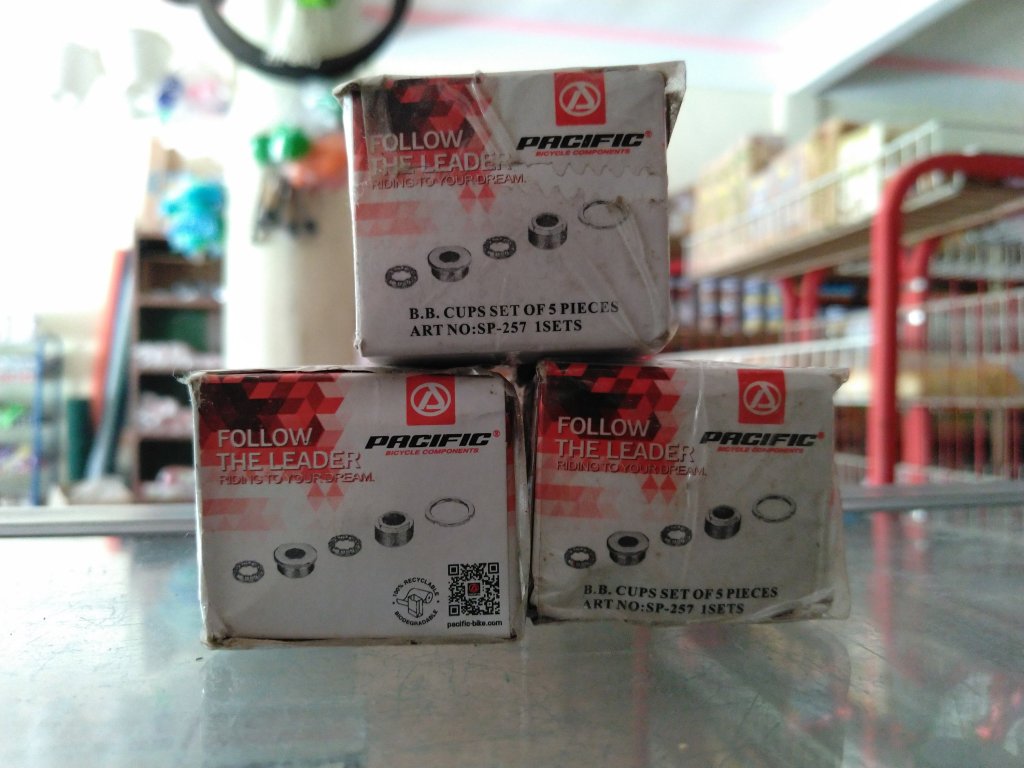 FOLLOW
THE LEADER
RIDING TO YOUR DREAM.
PACIFIC®
BICYCLE COMPONENTS
B.B. CUPS SET OF 5 PIECES
ART NO:SP-257 1SETS
FOLLOW
THE LEADER
RIDING TO YOUR DREAM.
PACIFIC®
BICYCLE COMPONENTS
100% RECYCLABLE
BIODEGRADABLE
pacific-bike.com
FOLLOW
THE LEADER
RIDING TO YOUR DREAM.
PACIFIC®
BICYCLE COMPONENTS
B.B. CUPS SET OF 5 PIECES
ART NO:SP-257 1SETS